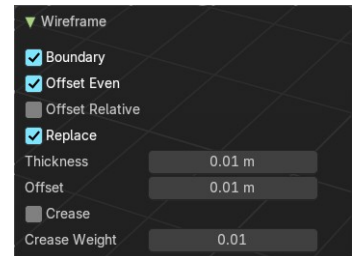 Wireframe
Boundary
Offset Even
Offset Relative
Replace
Thickness 0.01 m
Offset 0.01 m
Crease
Crease Weight 0.01